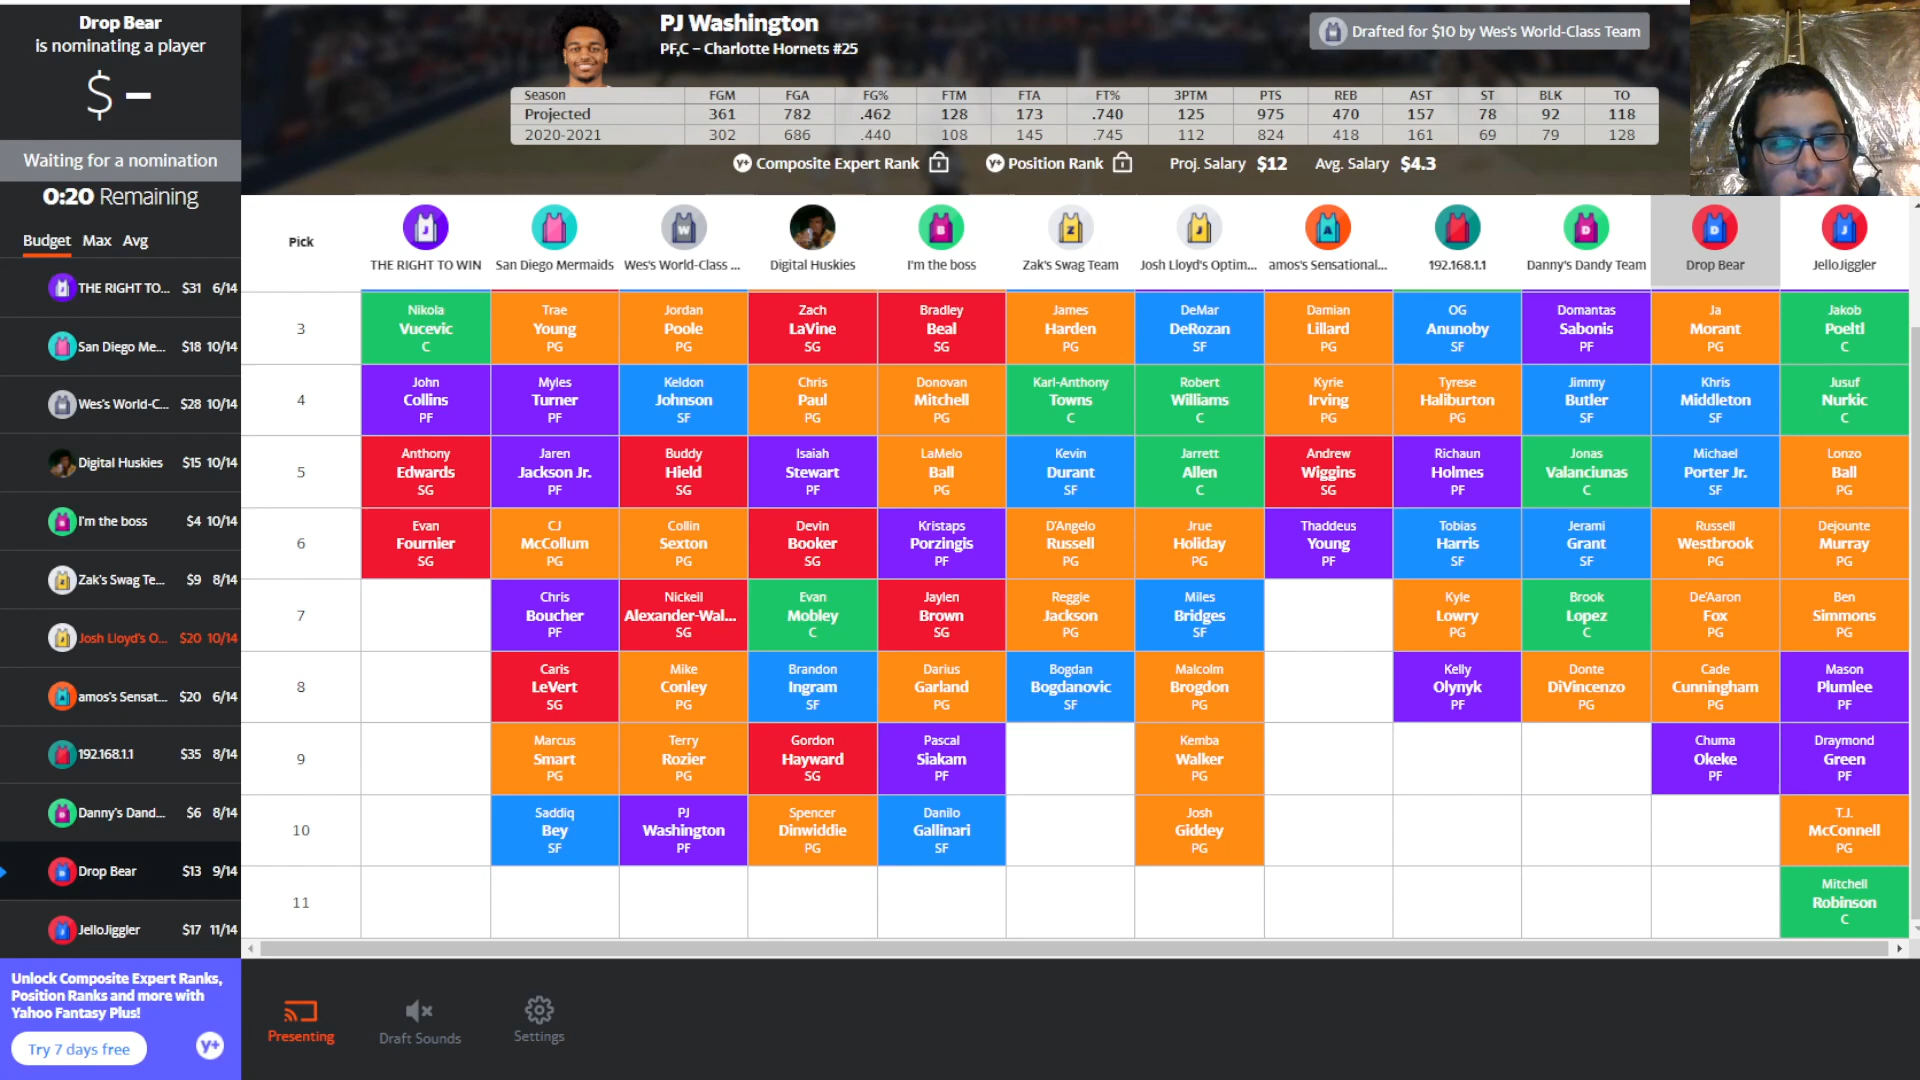 Drop Bear
is nominating a player
$ –
Waiting for a nomination
0:20 Remaining
Budget Max Avg
THE RIGHT TO... $31 6/14
San Diego Me... $18 10/14
Wes's World-C... $28 10/14
Digital Huskies $15 10/14
I'm the boss $4 10/14
Zak's Swag Te... $9 8/14
Josh Lloyd's O... $20 10/14
amos's Sensat... $20 6/14
192.168.1.1 $35 8/14
Danny's Dand... $6 8/14
Drop Bear $13 9/14
JelloJiggler $17 11/14
Unlock Composite Expert Ranks,
Position Ranks and more with
Yahoo Fantasy Plus!
Try 7 days free y+
PJ Washington
PF,C – Charlotte Hornets #25
Drafted for $10 by Wes's World-Class Team
Season FGM FGA FG% FTM FTA FT% 3PTM PTS REB AST ST BLK TO
Projected 361 782 .462 128 173 .740 125 975 470 157 78 92 118
2020-2021 302 686 .440 108 145 .745 112 824 418 161 69 79 128
Y+ Composite Expert Rank Y+ Position Rank Proj. Salary $12 Avg. Salary $4.3
J W B Z J A D D J
Pick THE RIGHT TO WIN San Diego Mermaids Wes's World-Class ... Digital Huskies I'm the boss Zak's Swag Team Josh Lloyd's Optim... amos's Sensational... 192.168.1.1 Danny's Dandy Team Drop Bear JelloJiggler
Nikola Trae Jordan Zach Bradley James DeMar Damian OG Domantas Ja Jakob
3 Vucevic Young Poole LaVine Beal Harden DeRozan Lillard Anunoby Sabonis Morant Poeltl
C PG PG SG SG PG SF PG SF PF PG C
John Myles Keldon Chris Donovan Karl-Anthony Robert Kyrie Tyrese Jimmy Khris Jusuf
4 Collins Turner Johnson Paul Mitchell Towns Williams Irving Haliburton Butler Middleton Nurkic
PF PF SF PG PG C C PG PG SF SF C
Anthony Jaren Buddy Isaiah LaMelo Kevin Jarrett Andrew Richaun Jonas Michael Lonzo
5 Edwards Jackson Jr. Hield Stewart Ball Durant Allen Wiggins Holmes Valanciunas Porter Jr. Ball
SG PF SG PF PG SF C SG PF C SF PG
Evan CJ Collin Devin Kristaps D'Angelo Jrue Thaddeus Tobias Jerami Russell Dejounte
6 Fournier McCollum Sexton Booker Porzingis Russell Holiday Young Harris Grant Westbrook Murray
SG PG PG SG PF PG PG PF SF SF PG PG
Chris Nickeil Evan Jaylen Reggie Miles Kyle Brook De'Aaron Ben
7 Boucher Alexander-Wal... Mobley Brown Jackson Bridges Lowry Lopez Fox Simmons
PF SG C SG PG SF PG C PG PG
Caris Mike Brandon Darius Bogdan Malcolm Kelly Donte Cade Mason
8 LeVert Conley Ingram Garland Bogdanovic Brogdon Olynyk DiVincenzo Cunningham Plumlee
SG PG SF PG SF PG PF PG PG PF
Marcus Terry Gordon Pascal Kemba Chuma Draymond
9 Smart Rozier Hayward Siakam Walker Okeke Green
PG PG SG PF PG PF PF
Saddiq PJ Spencer Danilo Josh T.J.
10 Bey Washington Dinwiddie Gallinari Giddey McConnell
SF PF PG SF PG PG
Mitchell
11 Robinson
C
Presenting Draft Sounds Settings